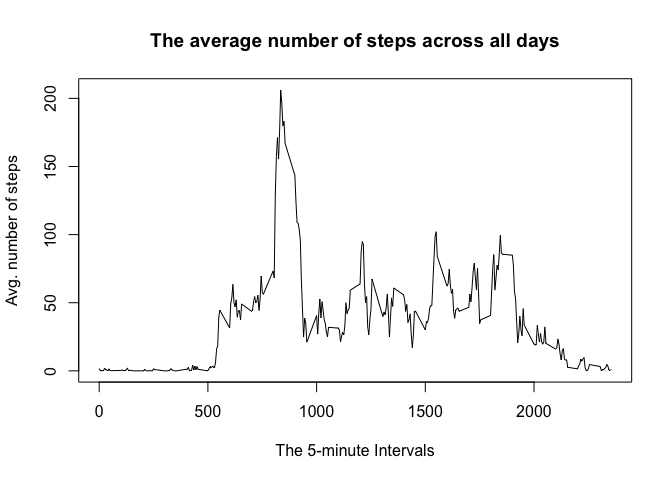 The average number of steps across all days
Avg. number of steps
200
150
100
50
0
0 500 1000 1500 2000
The 5-minute Intervals